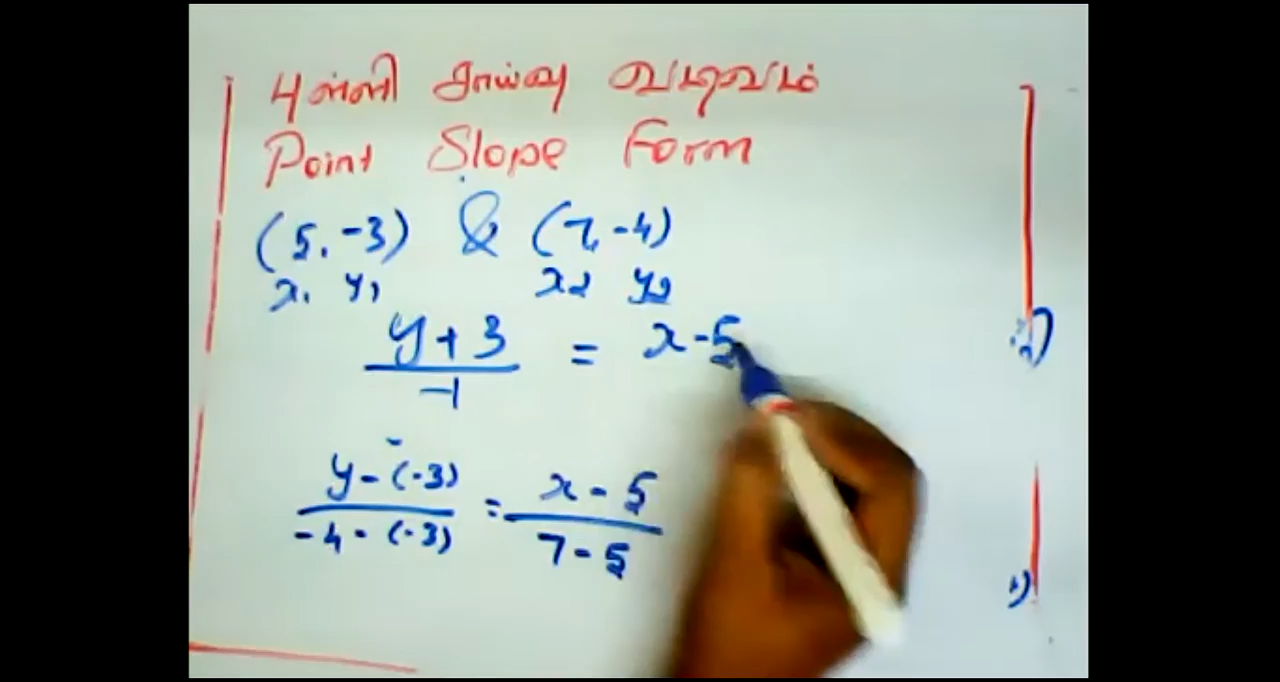 புள்ளி சாய்வு வடிவம்
Point Slope Form
(5, -3) & (7, -4)
x1 y1 x2 y2
y + 3 / -1 = x - 5
y - (-3) / -4 - (-3) = x - 5 / 7 - 5